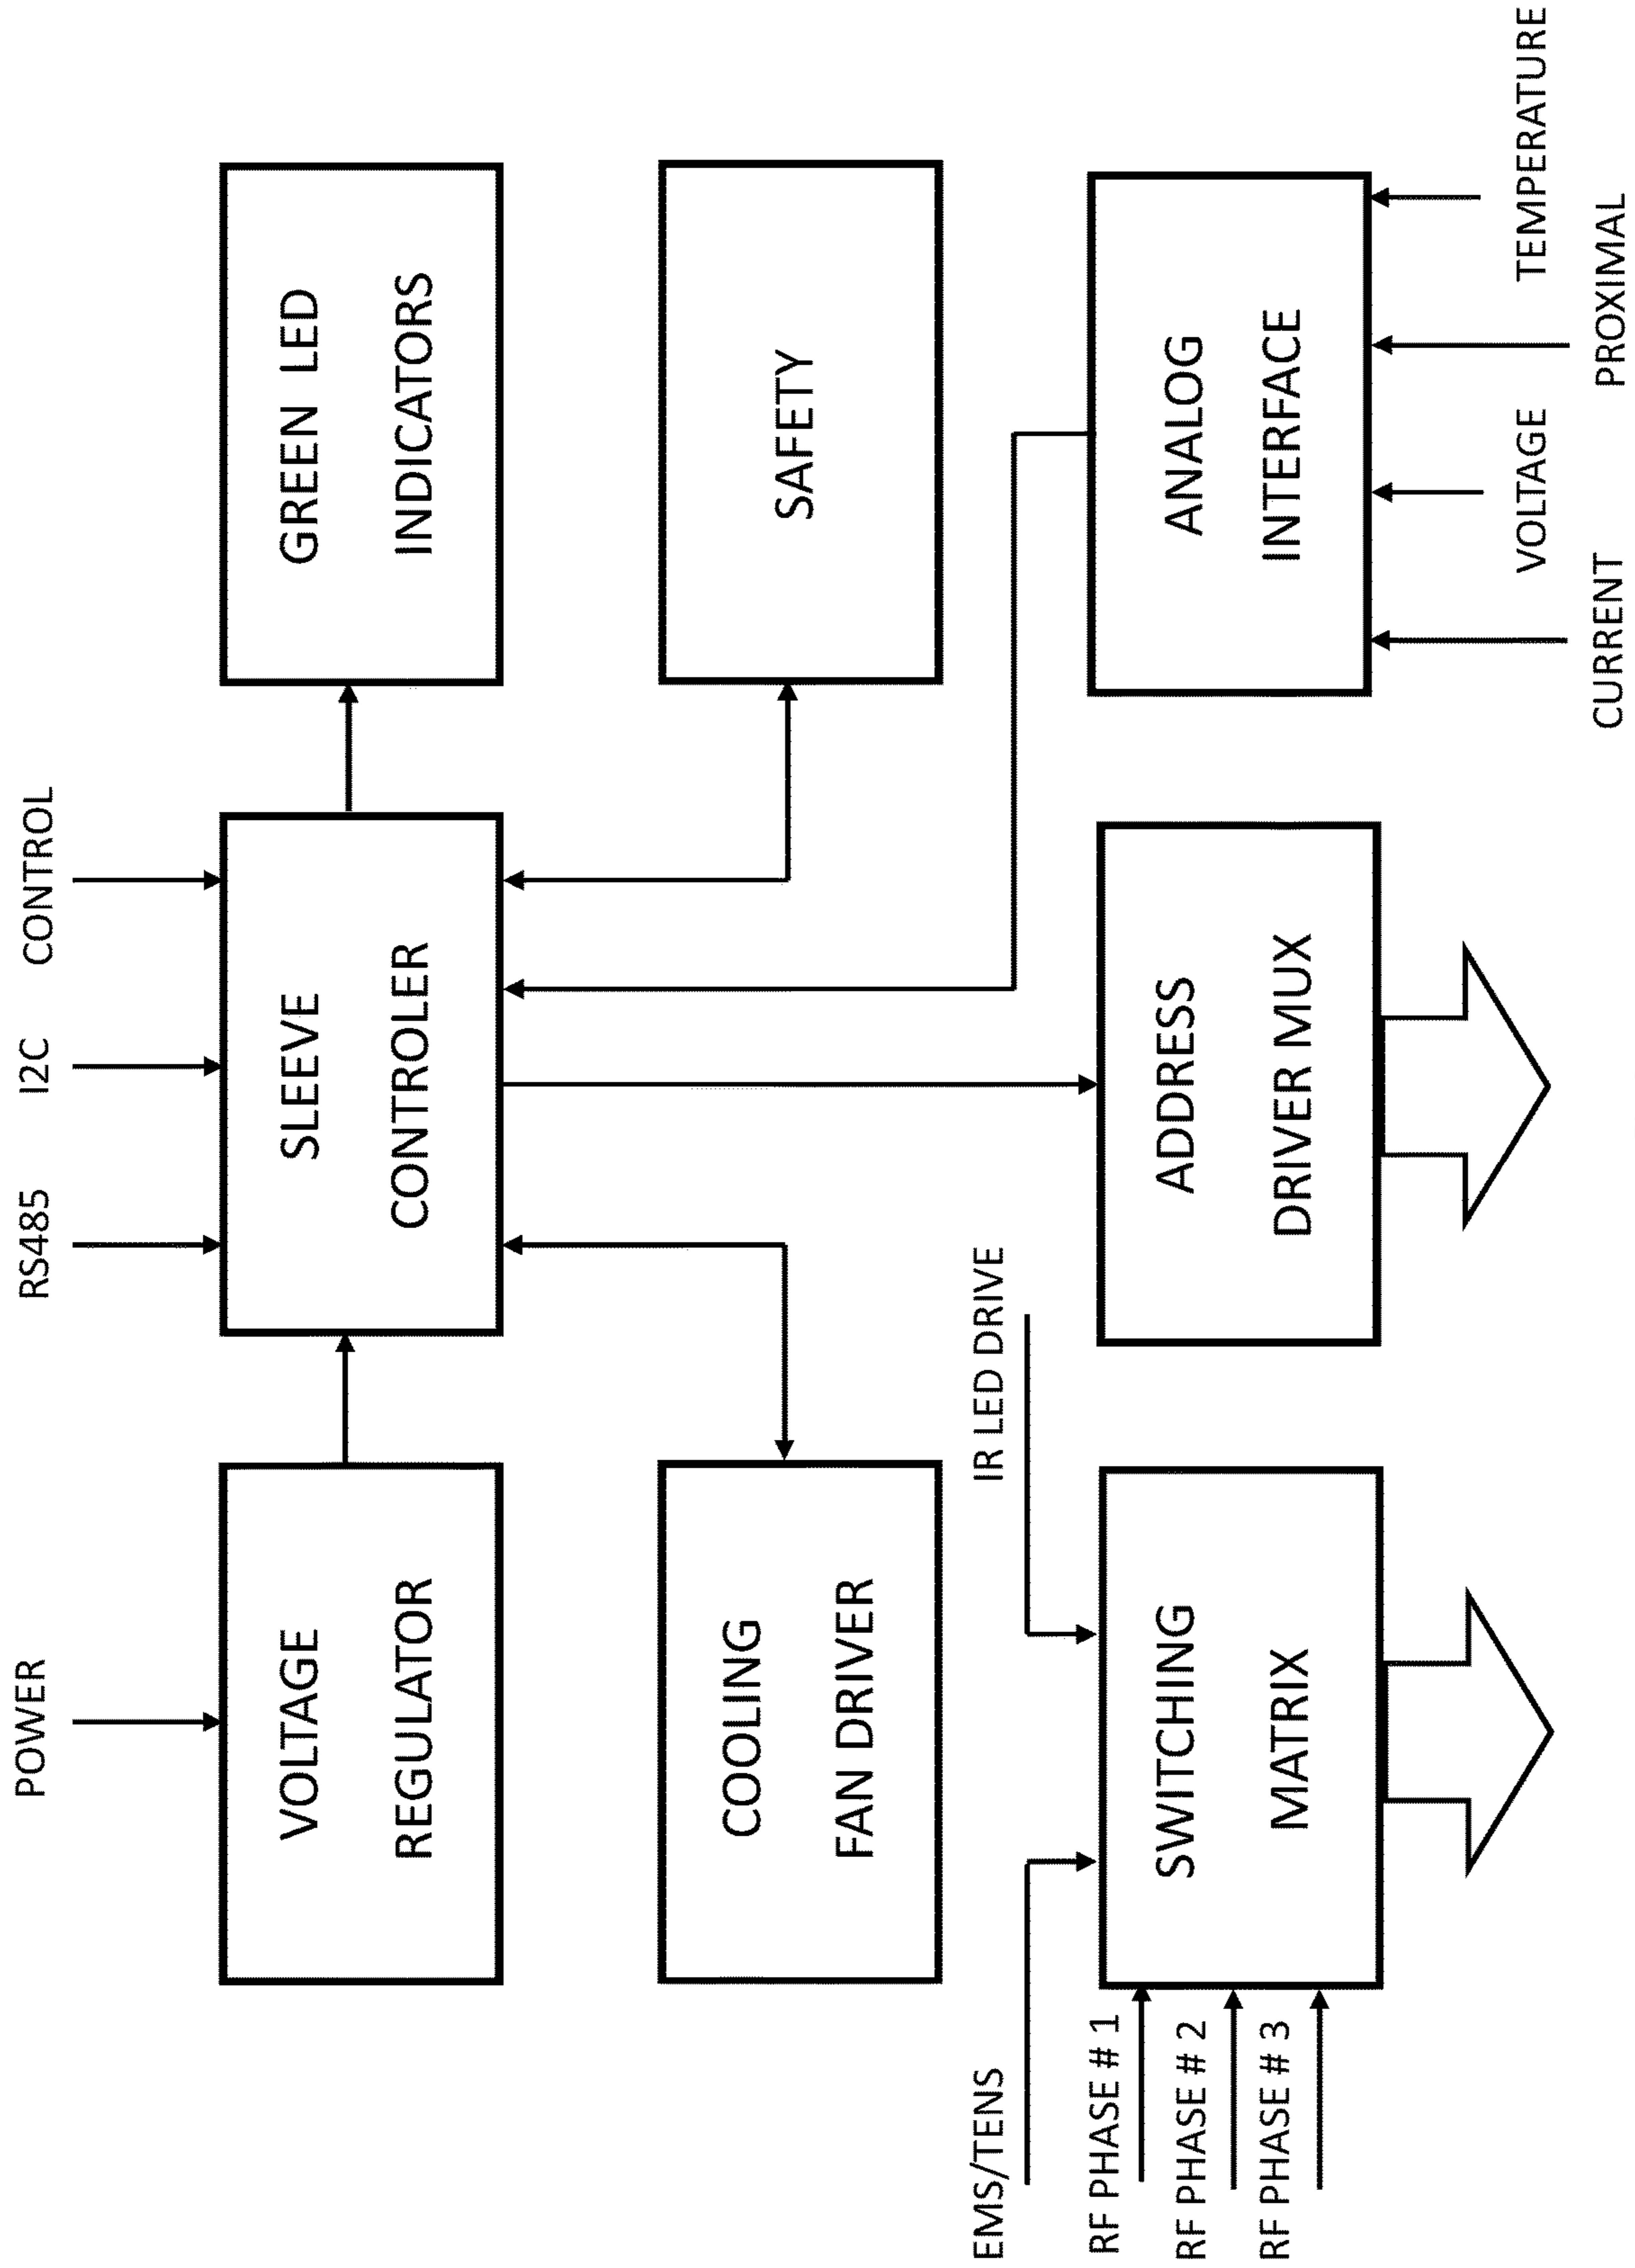 POWER
RS485
I2C
CONTROL
VOLTAGE
REGULATOR
SLEEVE
CONTROLER
GREEN LED
INDICATORS
COOLING
FAN DRIVER
SAFETY
EMS/TENS
IR LED DRIVE
RF PHASE # 1
RF PHASE # 2
RF PHASE # 3
SWITCHING
MATRIX
ADDRESS
DRIVER MUX
ANALOG
INTERFACE
CURRENT
VOLTAGE
PROXIMAL
TEMPERATURE